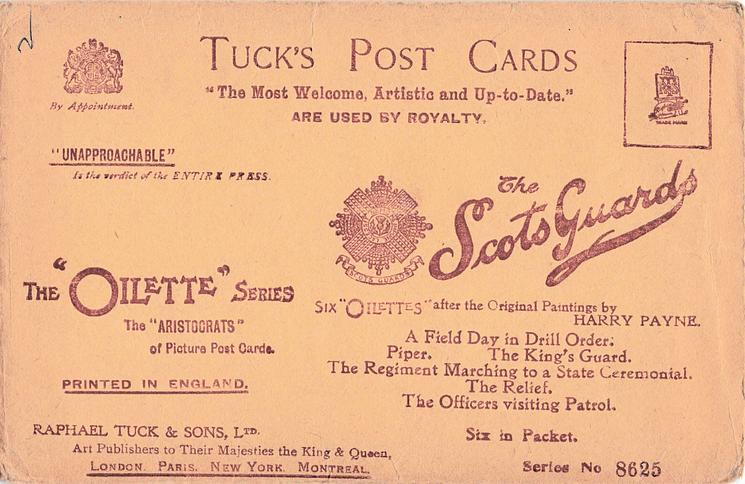 TUCK'S POST CARDS
"The Most Welcome, Artistic and Up-to-Date."
ARE USED BY ROYALTY.
By Appointment.
TRADE MARK
"UNAPPROACHABLE"
Is the verdict of the ENTIRE PRESS.
The
Scots Guards
SCOTS GUARDS
THE "OILETTE" SERIES
The "ARISTOCRATS"
of Picture Post Cards.
PRINTED IN ENGLAND.
SIX "OILETTES" after the Original Paintings by
HARRY PAYNE.
A Field Day in Drill Order.
Piper. The King's Guard.
The Regiment Marching to a State Ceremonial.
The Relief.
The Officers visiting Patrol.
Six in Packet.
Series No 8625
RAPHAEL TUCK & SONS, LTD.
Art Publishers to Their Majesties the King & Queen,
LONDON. PARIS. NEW YORK. MONTREAL.